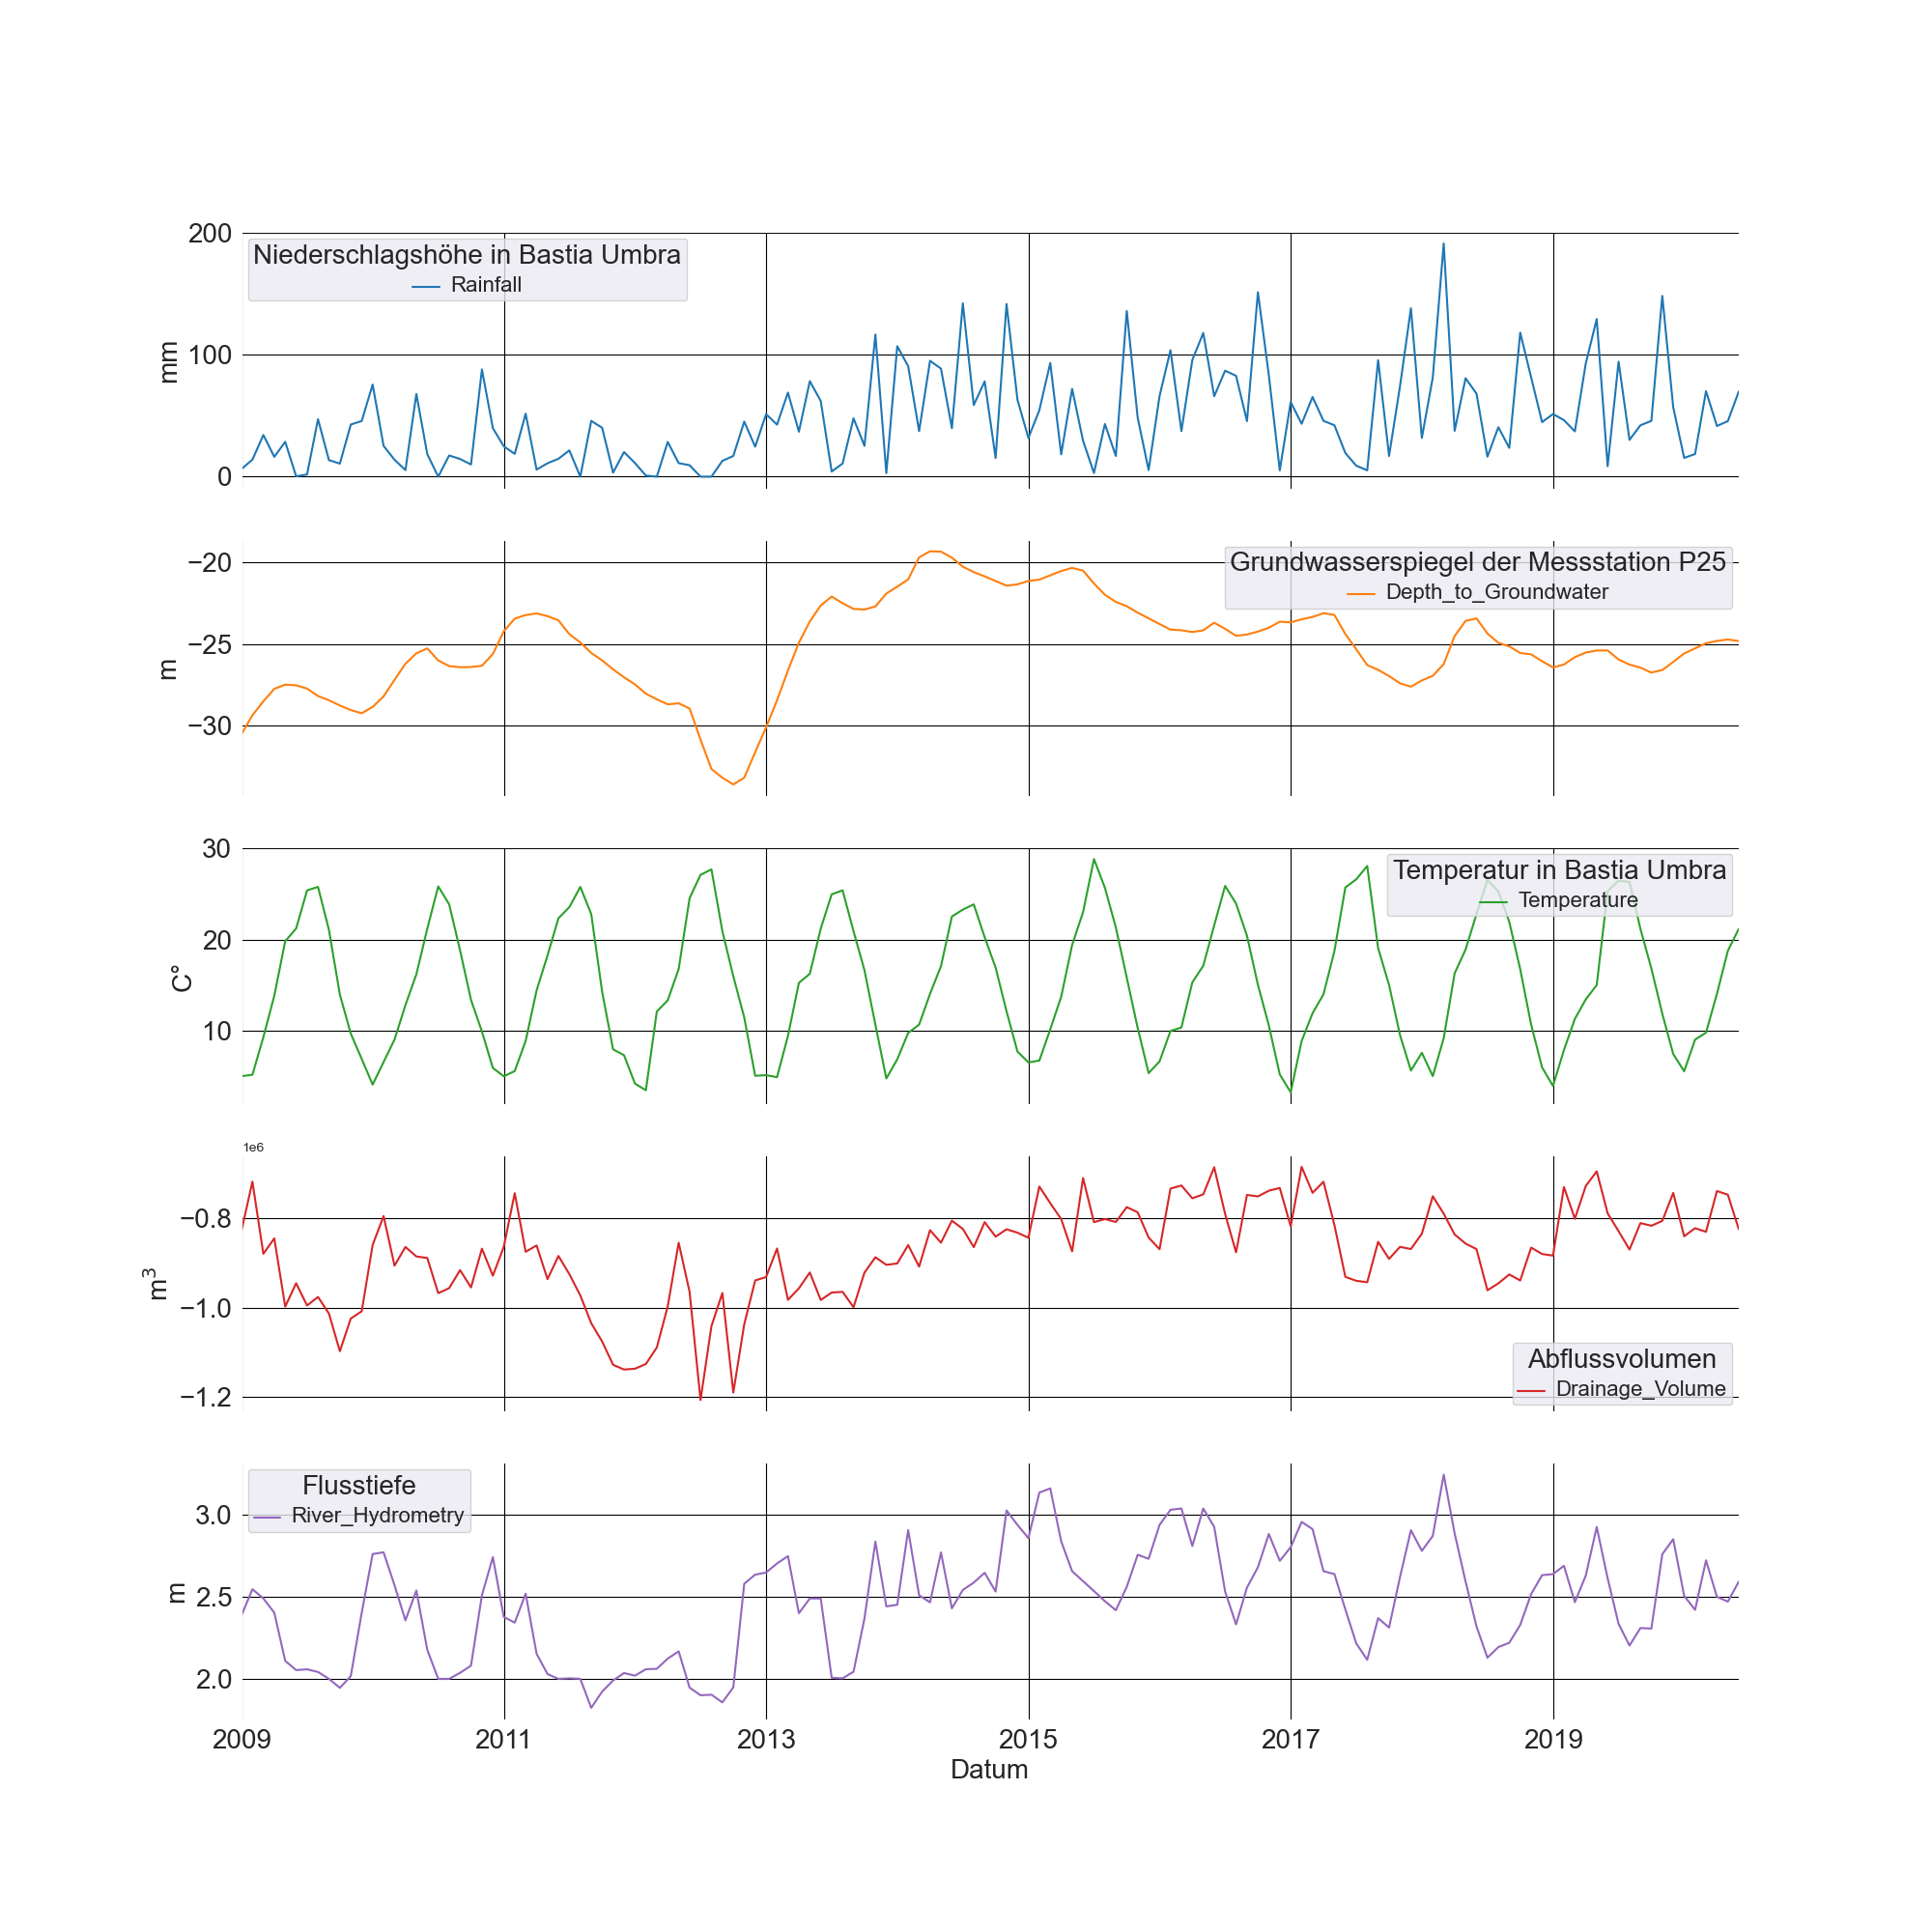 200
Niederschlagshöhe in Bastia Umbra
Rainfall
mm
100
0
−20
Grundwasserspiegel der Messstation P25
Depth_to_Groundwater
m
−25
−30
30
Temperatur in Bastia Umbra
Temperature
20
C°
10
1e6
−0.8
m³
−1.0
Abflussvolumen
Drainage_Volume
−1.2
Flusstiefe
River_Hydrometry
3.0
m
2.5
2.0
2009 2011 2013 2015 2017 2019
Datum